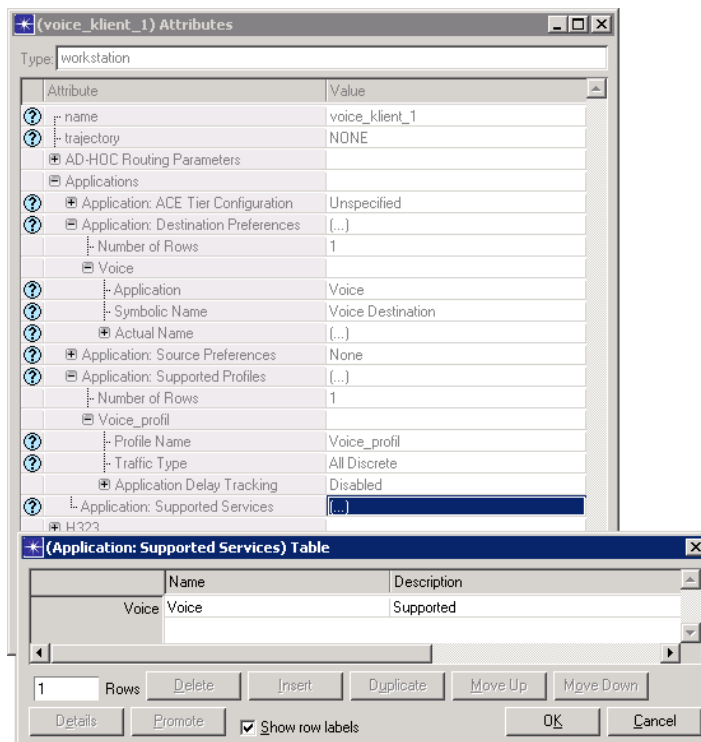 (voice_klient_1) Attributes
Type: workstation
Attribute Value
name voice_klient_1
trajectory NONE
AD-HOC Routing Parameters
Applications
Application: ACE Tier Configuration Unspecified
Application: Destination Preferences (...)
Number of Rows 1
Voice
Application Voice
Symbolic Name Voice Destination
Actual Name (...)
Application: Source Preferences None
Application: Supported Profiles (...)
Number of Rows 1
Voice_profil
Profile Name Voice_profil
Traffic Type All Discrete
Application Delay Tracking Disabled
Application: Supported Services (...)
H323
(Application: Supported Services) Table
Name Description
Voice Voice Supported
1 Rows Delete Insert Duplicate Move Up Move Down
Details Promote Show row labels OK Cancel